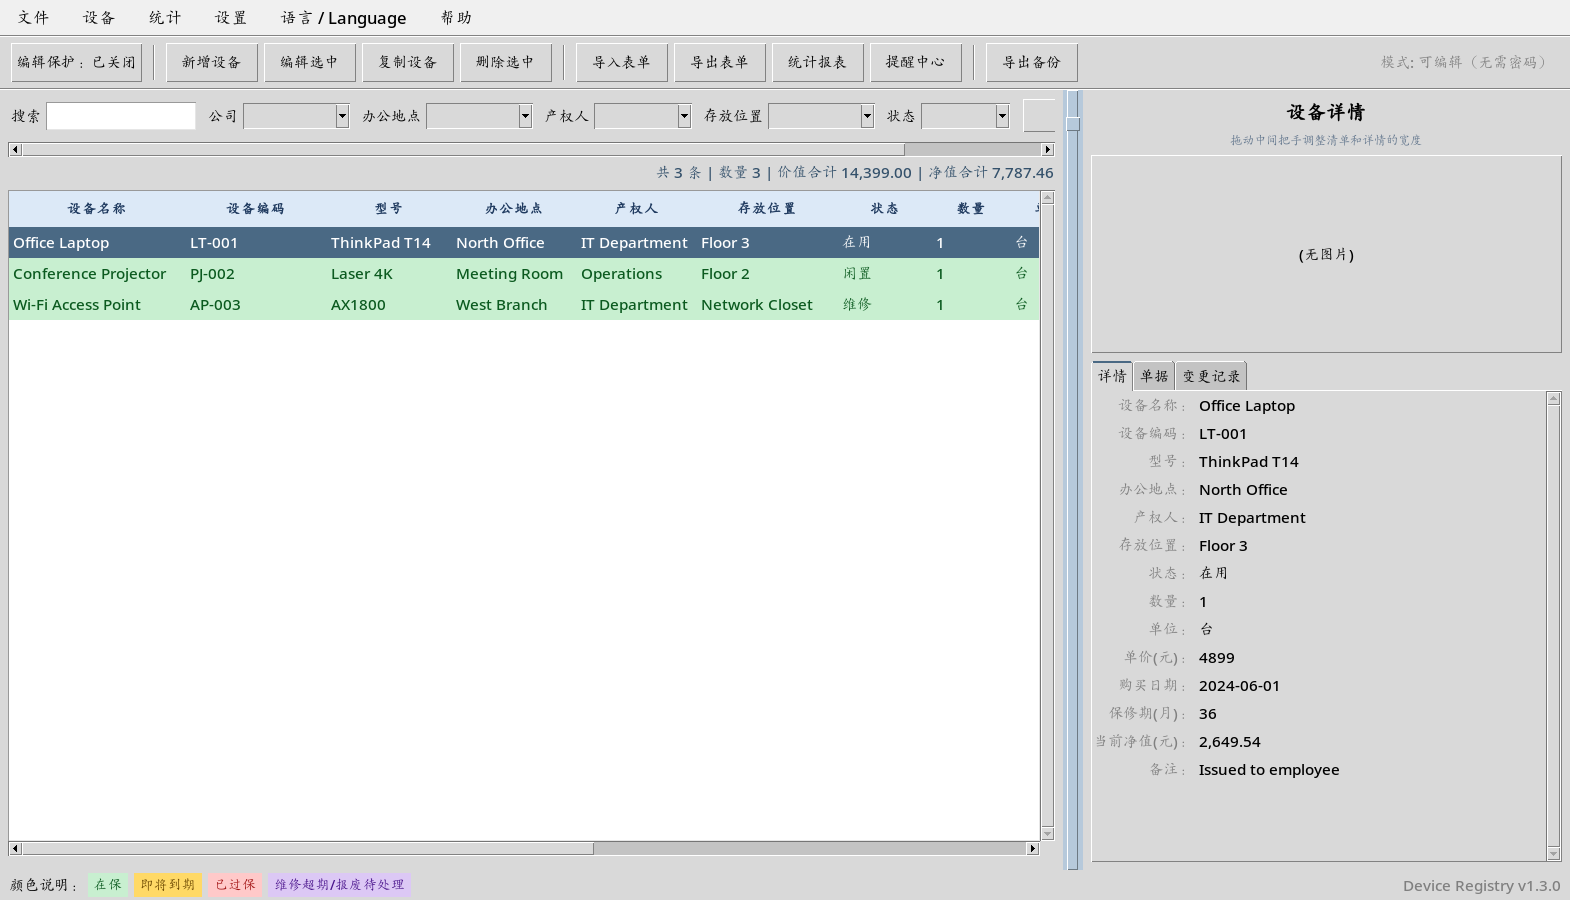 文件 设备 统计 设置 语言 / Language 帮助
编辑保护：已关闭 新增设备 编辑选中 复制设备 删除选中 导入表单 导出表单 统计报表 提醒中心 导出备份 模式: 可编辑（无需密码）
搜索 公司 办公地点 产权人 存放位置 状态
共 3 条 | 数量 3 | 价值合计 14,399.00 | 净值合计 7,787.46
设备名称 设备编码 型号 办公地点 产权人 存放位置 状态 数量
Office Laptop LT-001 ThinkPad T14 North Office IT Department Floor 3 在用 1 台
Conference Projector PJ-002 Laser 4K Meeting Room Operations Floor 2 闲置 1 台
Wi-Fi Access Point AP-003 AX1800 West Branch IT Department Network Closet 维修 1 台
设备详情
拖动中间把手调整清单和详情的宽度
(无图片)
详情 单据 变更记录
设备名称： Office Laptop
设备编码： LT-001
型号： ThinkPad T14
办公地点： North Office
产权人： IT Department
存放位置： Floor 3
状态： 在用
数量： 1
单位： 台
单价(元)： 4899
购买日期： 2024-06-01
保修期(月)： 36
当前净值(元)： 2,649.54
备注： Issued to employee
颜色说明： 在保 即将到期 已过保 维修超期/报废待处理
Device Registry v1.3.0